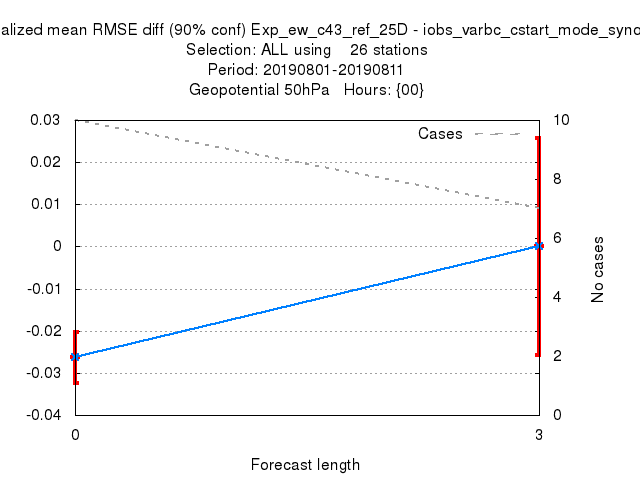 alized mean RMSE diff (90% conf) Exp_ew_c43_ref_25D - iobs_varbc_cstart_mode_syno
Selection: ALL using    26 stations
Period: 20190801-20190811
Geopotential 50hPa   Hours: {00}
Cases
0.03
0.02
0.01
0
-0.01
-0.02
-0.03
-0.04
10
8
6
4
2
0
No cases
0
3
Forecast length